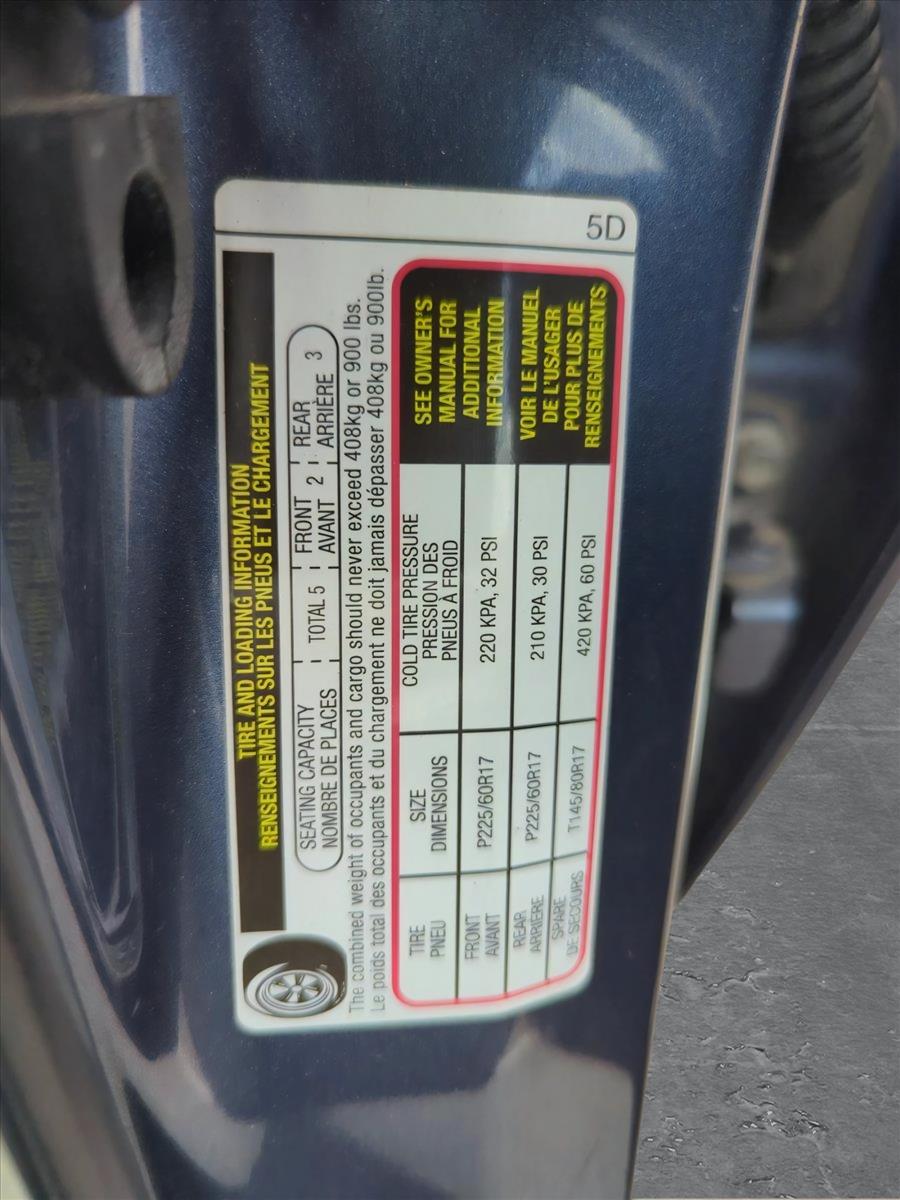 TIRE AND LOADING INFORMATION
RENSEIGNEMENTS SUR LES PNEUS ET LE CHARGEMENT
SEATING CAPACITY TOTAL 5 FRONT 2 REAR 3
NOMBRE DE PLACES AVANT ARRIÈRE
The combined weight of occupants and cargo should never exceed 408kg or 900 lbs.
Le poids total des occupants et du chargement ne doit jamais dépasser 408kg ou 900lb.
TIRE SIZE COLD TIRE PRESSURE
PNEU DIMENSIONS PRESSION DES
PNEUS À FROID
FRONT P225/60R17 220 KPA, 32 PSI
AVANT
REAR P225/60R17 210 KPA, 30 PSI
ARRIÈRE
SPARE T145/80R17 420 KPA, 60 PSI
DE SECOURS
SEE OWNER'S
MANUAL FOR
ADDITIONAL
INFORMATION
VOIR LE MANUEL
DE L'USAGER
POUR PLUS DE
RENSEIGNEMENTS
5D